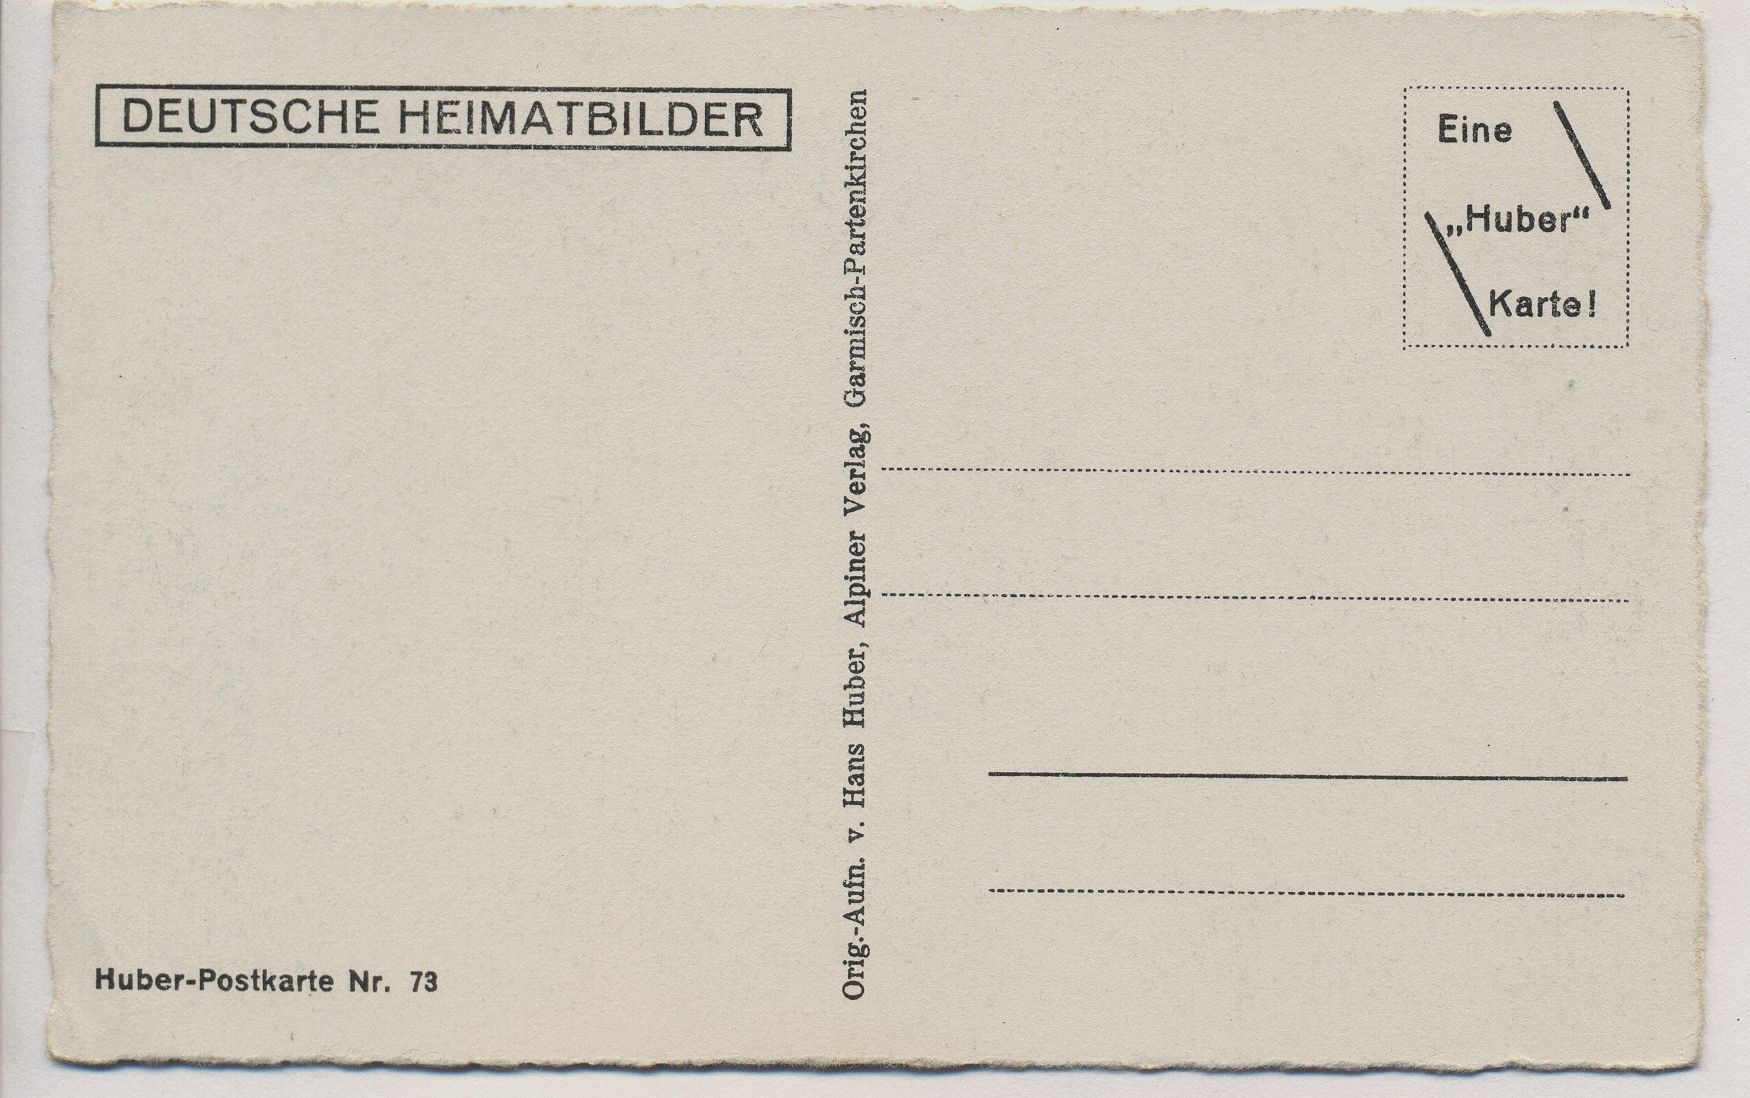 DEUTSCHE HEIMATBILDER
Huber-Postkarte Nr. 73
Orig.-Aufn. v. Hans Huber, Alpiner Verlag, Garmisch-Partenkirchen
Eine
„Huber“
Karte!